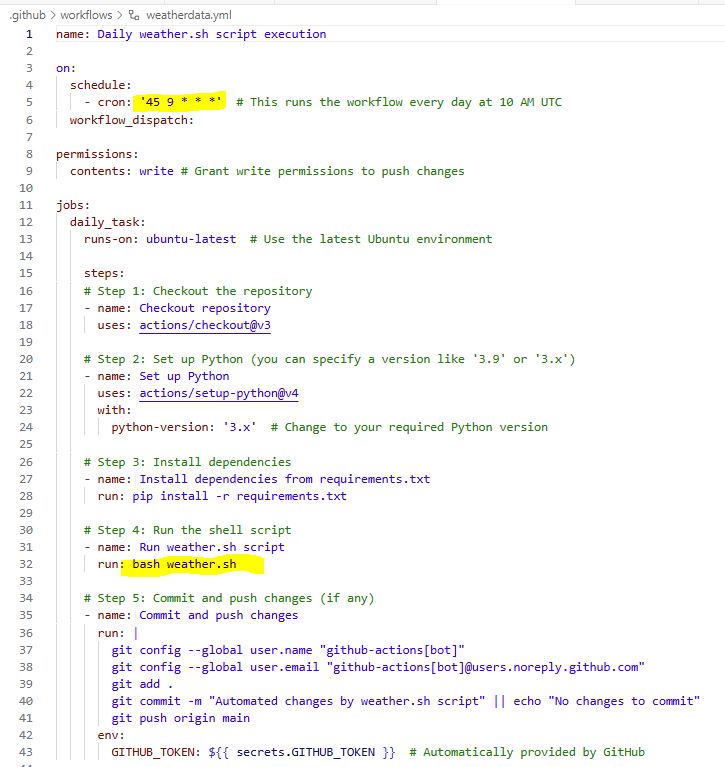 .github > workflows > weatherdata.yml
1 name: Daily weather.sh script execution
2
3 on:
4   schedule:
5     - cron: '45 9 * * *'  # This runs the workflow every day at 10 AM UTC
6   workflow_dispatch:
7
8 permissions:
9   contents: write # Grant write permissions to push changes
10
11 jobs:
12   daily_task:
13     runs-on: ubuntu-latest  # Use the latest Ubuntu environment
14
15     steps:
16     # Step 1: Checkout the repository
17     - name: Checkout repository
18       uses: actions/checkout@v3
19
20     # Step 2: Set up Python (you can specify a version like '3.9' or '3.x')
21     - name: Set up Python
22       uses: actions/setup-python@v4
23       with:
24         python-version: '3.x'  # Change to your required Python version
25
26     # Step 3: Install dependencies
27     - name: Install dependencies from requirements.txt
28       run: pip install -r requirements.txt
29
30     # Step 4: Run the shell script
31     - name: Run weather.sh script
32       run: bash weather.sh
33
34     # Step 5: Commit and push changes (if any)
35     - name: Commit and push changes
36       run: |
37         git config --global user.name "github-actions[bot]"
38         git config --global user.email "github-actions[bot]@users.noreply.github.com"
39         git add .
40         git commit -m "Automated changes by weather.sh script" || echo "No changes to commit"
41         git push origin main
42       env:
43         GITHUB_TOKEN: ${{ secrets.GITHUB_TOKEN }}  # Automatically provided by GitHub